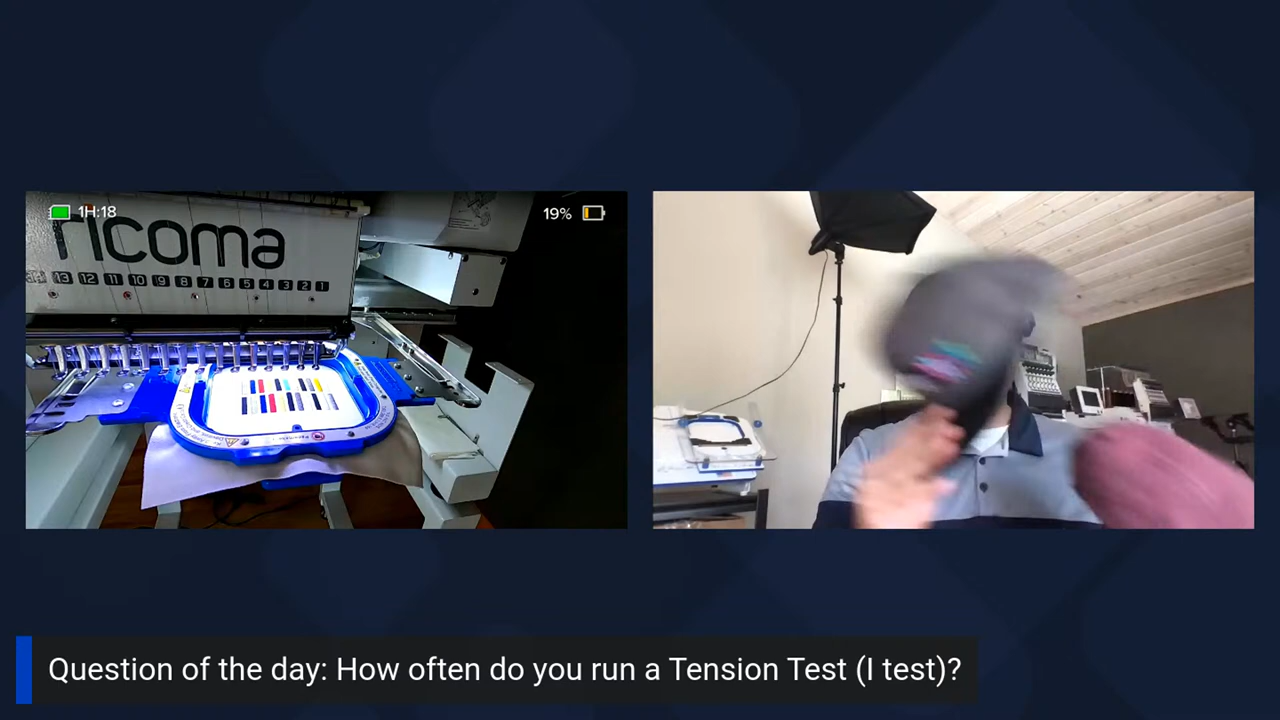 1H:18
19%
ricoma
13 12 11 10 9 8 7 6 5 4 3 2 1
Question of the day: How often do you run a Tension Test (I test)?